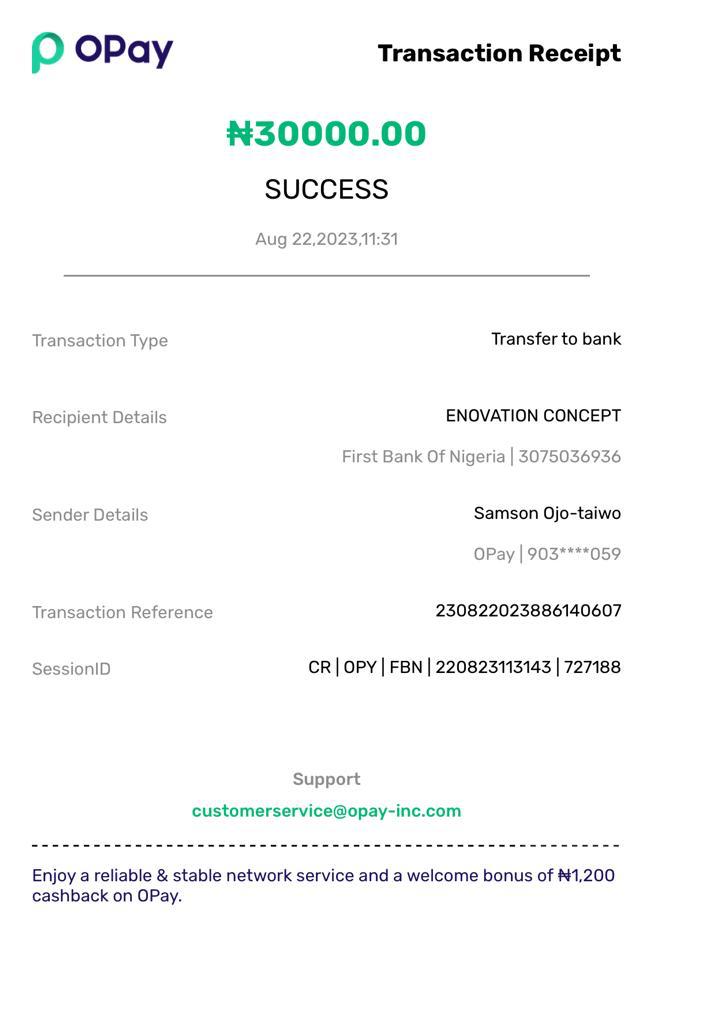 OPay
Transaction Receipt
₦30000.00
SUCCESS
Aug 22,2023,11:31
Transaction Type
Transfer to bank
Recipient Details
ENOVATION CONCEPT
First Bank Of Nigeria | 3075036936
Sender Details
Samson Ojo-taiwo
OPay | 903****059
Transaction Reference
230822023886140607
SessionID
CR | OPY | FBN | 220823113143 | 727188
Support
customerservice@opay-inc.com
Enjoy a reliable & stable network service and a welcome bonus of ₦1,200
cashback on OPay.